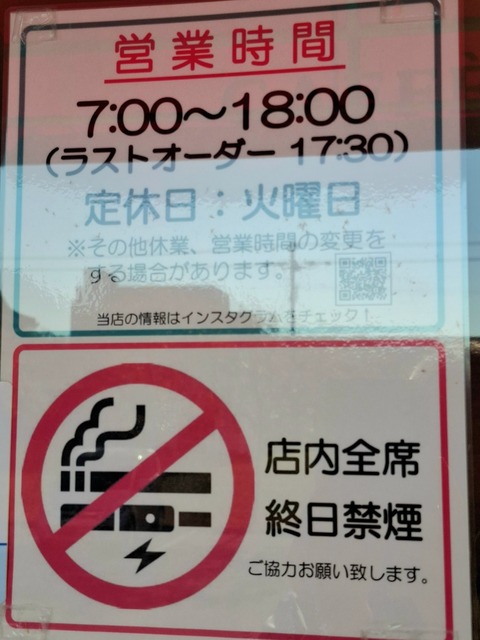 営業時間
7:00〜18:00
(ラストオーダー 17:30)
定休日：火曜日
※その他休業、営業時間の変更を
する場合があります。
当店の情報はインスタグラムをチェック！
店内全席
終日禁煙
ご協力お願い致します。